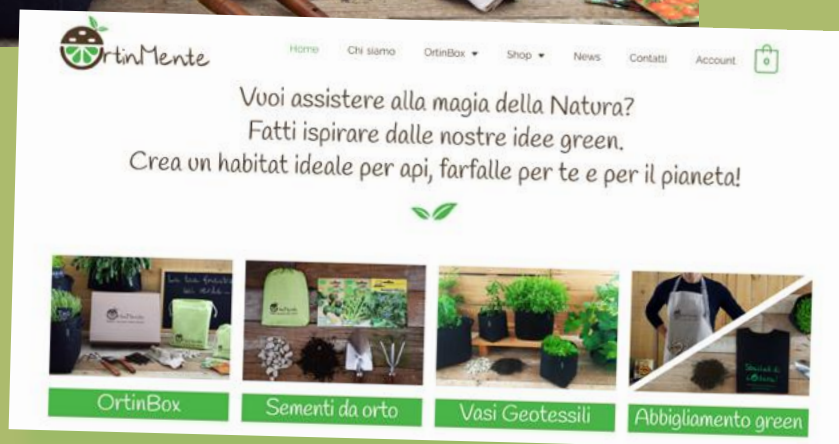 OrtinMente
Home Chi siamo OrtinBox Shop News Contatti Account 0
Vuoi assistere alla magia della Natura?
Fatti ispirare dalle nostre idee green.
Crea un habitat ideale per api, farfalle per te e per il pianeta!
OrtinMente
OrtinBox
Sementi da orto
Vasi Geotessili
Abbigliamento green